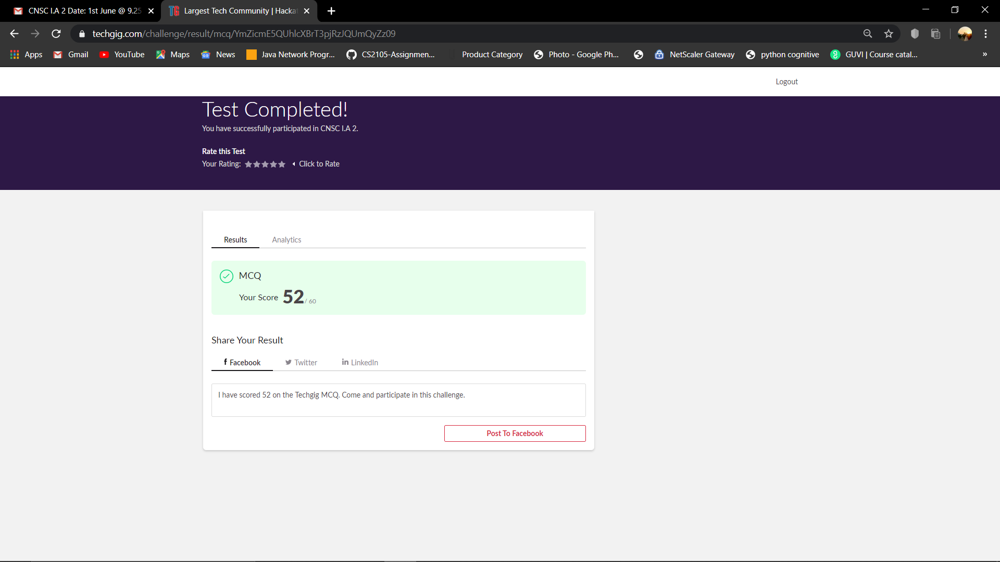 CNSC I.A 2 Date: 1st June @ 9.25
Largest Tech Community | Hacka
techgig.com/challenge/result/mcq/YmZicmE5QUhlcXBrT3pjRzJQUmQyZz09
Apps Gmail YouTube Maps News Java Network Progr... CS2105-Assignmen... Product Category Photo - Google Ph... NetScaler Gateway python cognitive GUVI | Course catal... »
Logout
Test Completed!
You have successfully participated in CNSC I.A 2.
Rate this Test
Your Rating: Click to Rate
Results Analytics
MCQ
Your Score 52 / 60
Share Your Result
Facebook Twitter LinkedIn
I have scored 52 on the Techgig MCQ. Come and participate in this challenge.
Post To Facebook